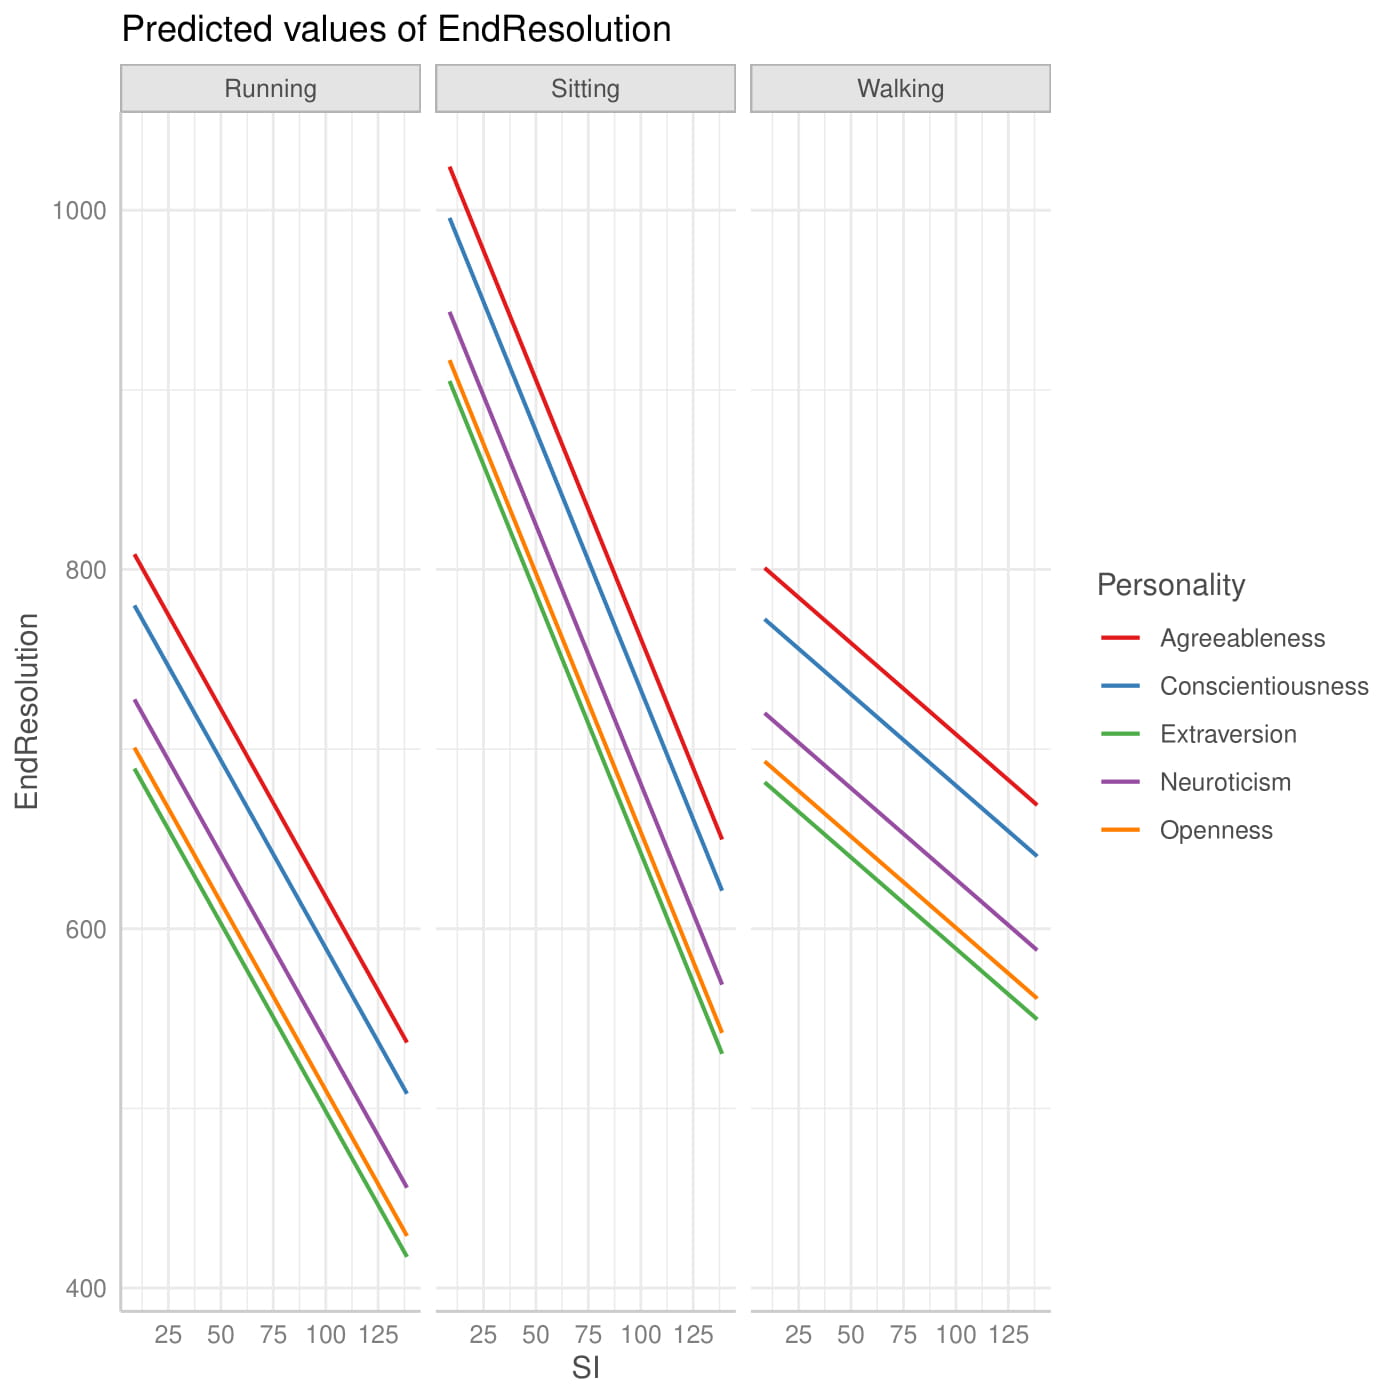 Predicted values of EndResolution
Running
Sitting
Walking
1000
800
600
400
EndResolution
25 50 75 100 125
25 50 75 100 125
25 50 75 100 125
SI
Personality
Agreeableness
Conscientiousness
Extraversion
Neuroticism
Openness